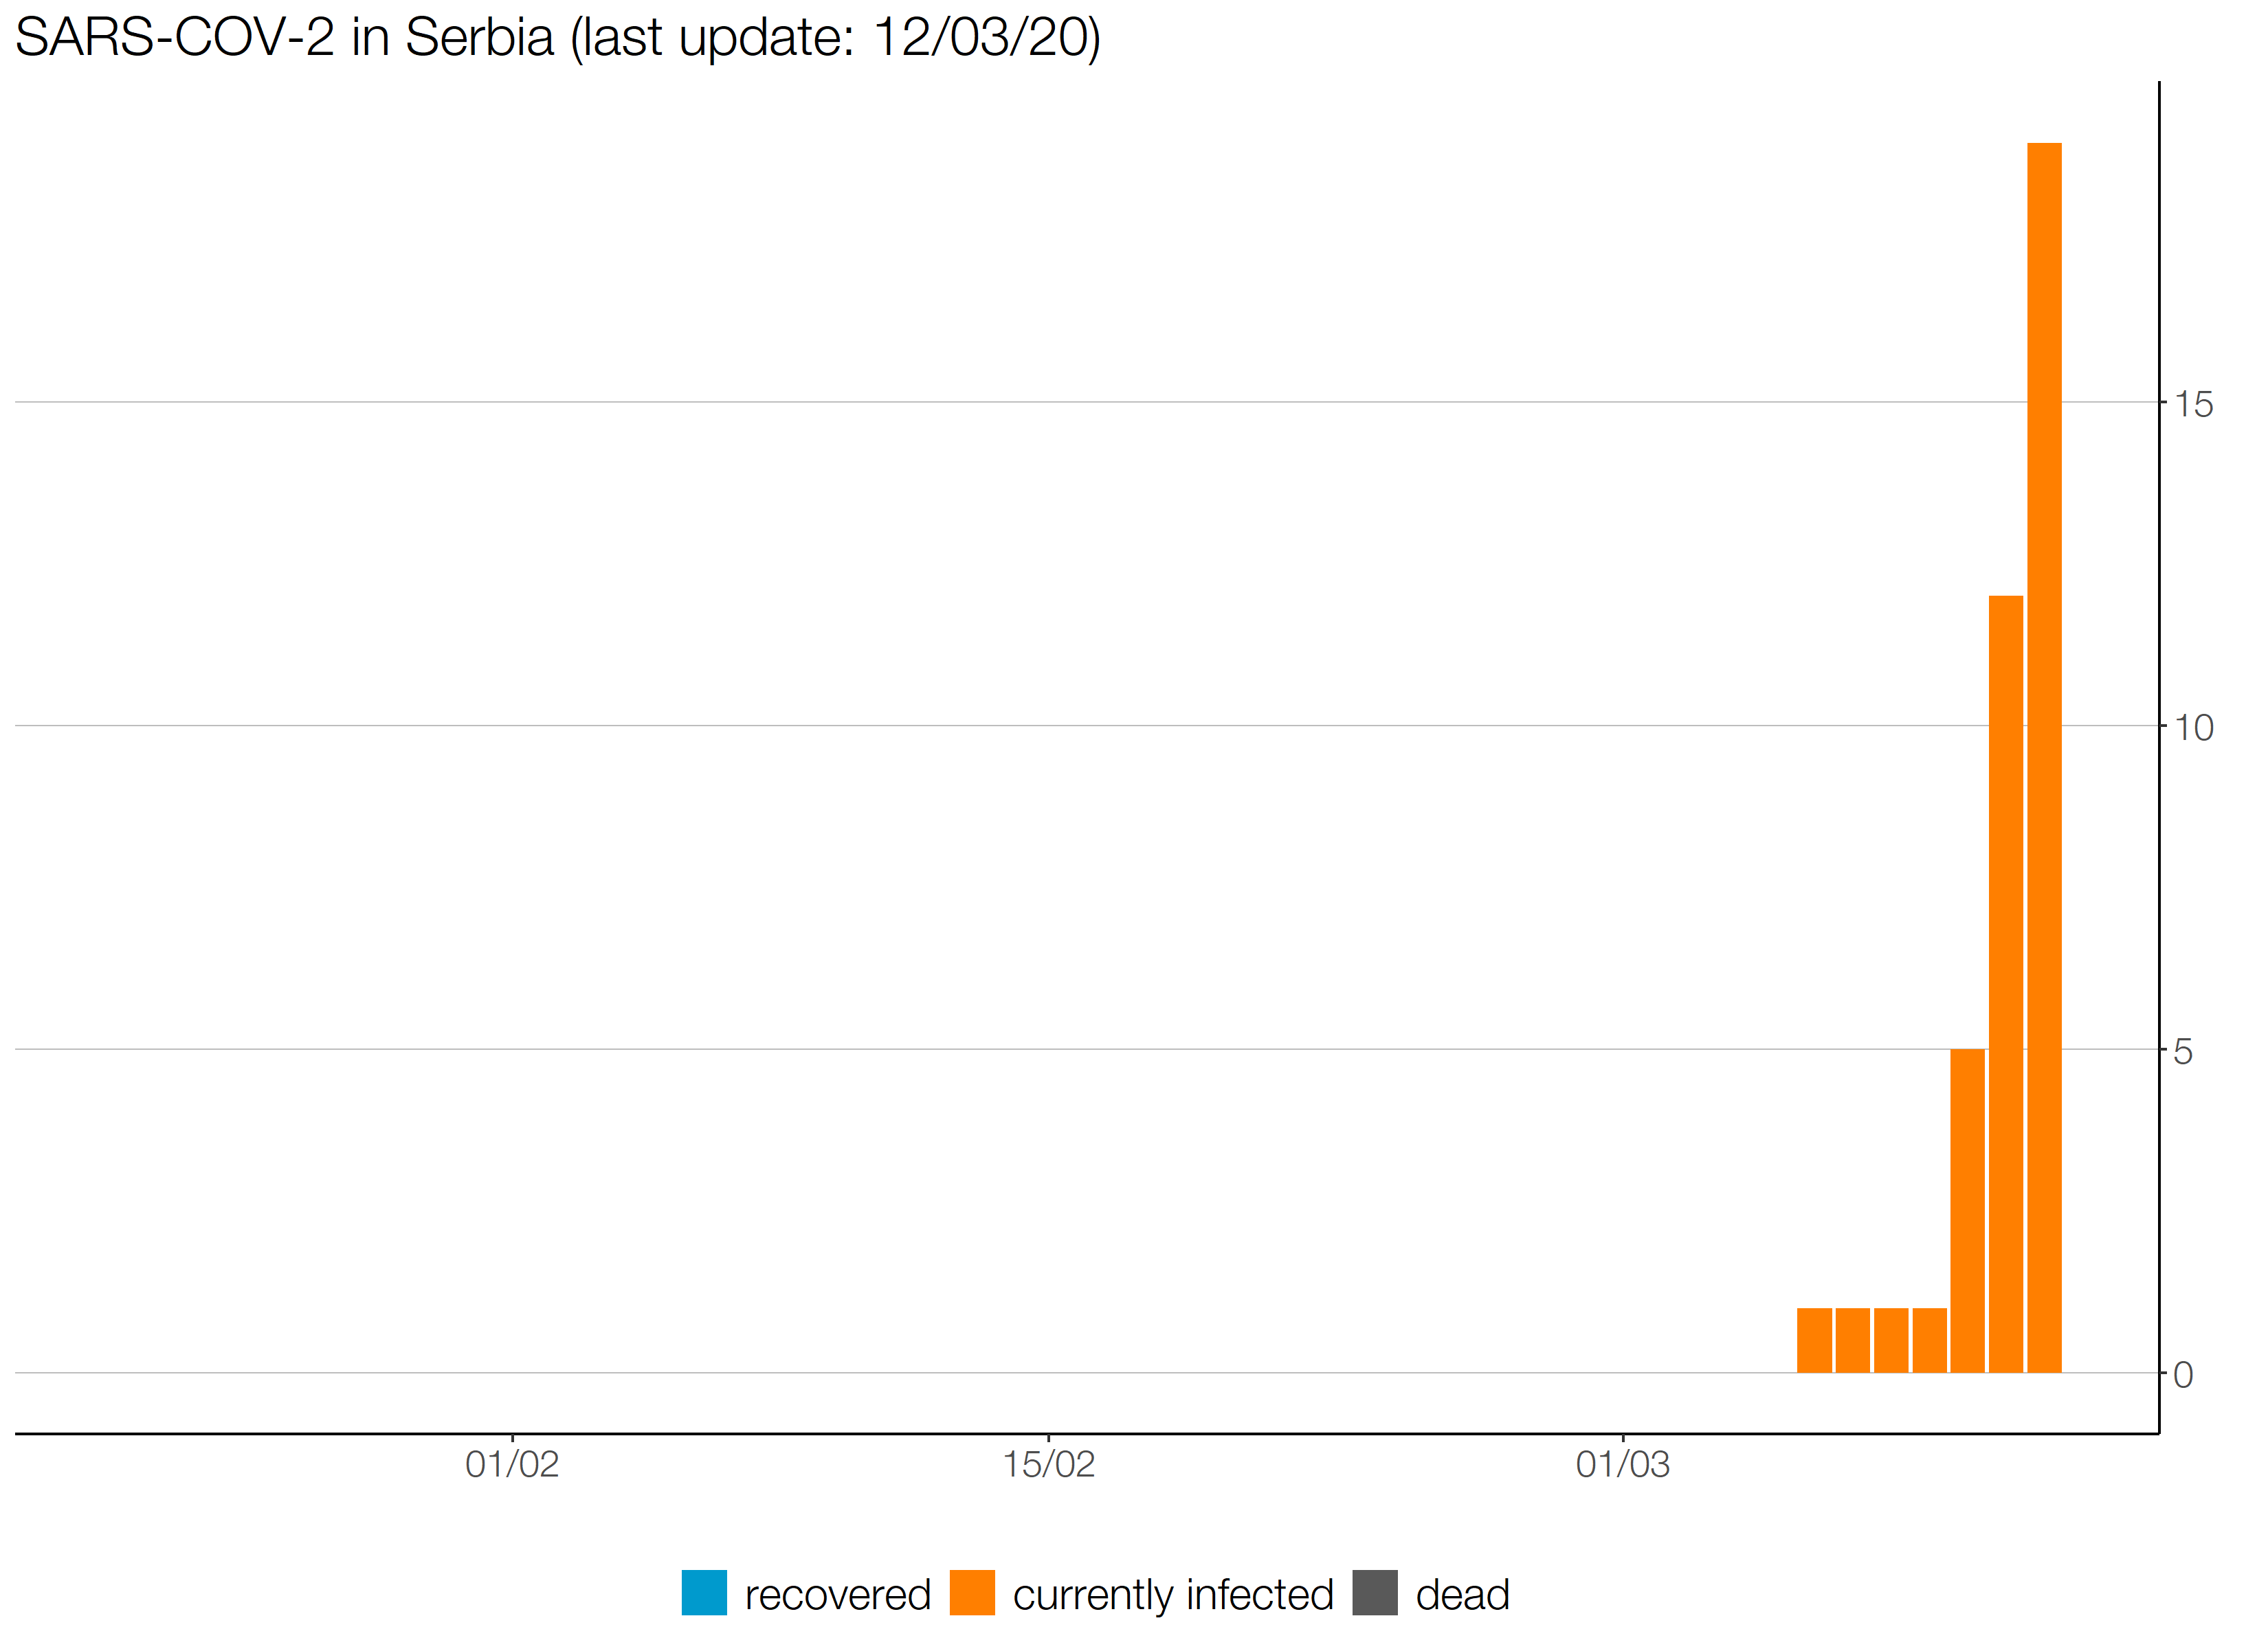 SARS-COV-2 in Serbia (last update: 12/03/20)
15
10
5
0
01/02 15/02 01/03
recovered currently infected dead